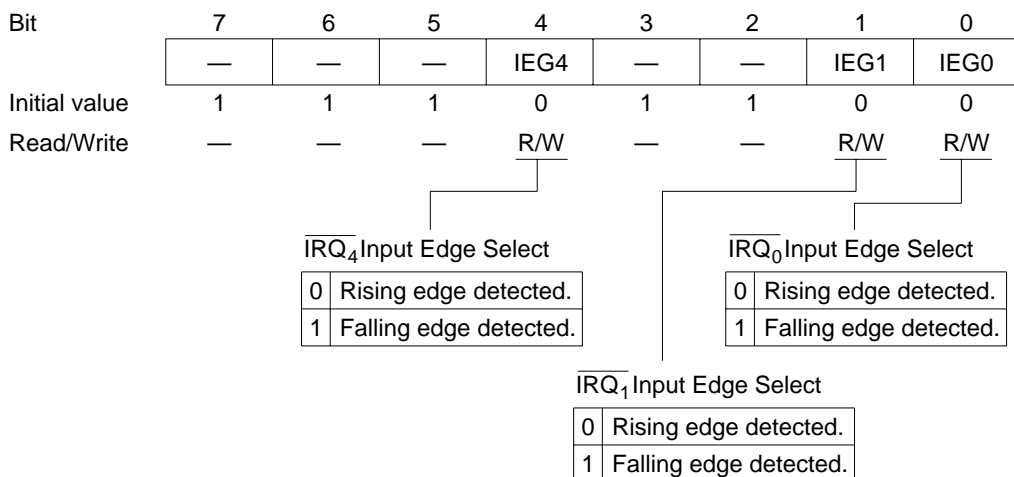 Bit 7 6 5 4 3 2 1 0
— — — IEG4 — — IEG1 IEG0
Initial value 1 1 1 0 1 1 0 0
Read/Write — — — R/W — — R/W R/W
IRQ4 Input Edge Select
0 Rising edge detected.
1 Falling edge detected.
IRQ0 Input Edge Select
0 Rising edge detected.
1 Falling edge detected.
IRQ1 Input Edge Select
0 Rising edge detected.
1 Falling edge detected.